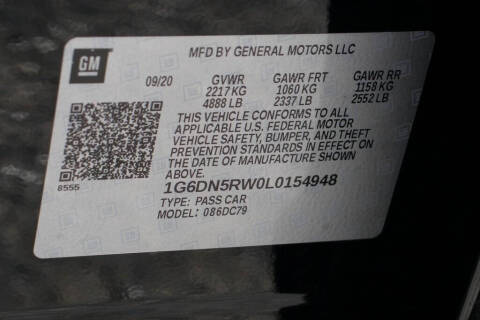 GM
MFD BY GENERAL MOTORS LLC
09/20 GVWR GAWR FRT GAWR RR
2217 KG 1060 KG 1158 KG
4888 LB 2337 LB 2552 LB
THIS VEHICLE CONFORMS TO ALL
APPLICABLE U.S. FEDERAL MOTOR
VEHICLE SAFETY, BUMPER, AND THEFT
PREVENTION STANDARDS IN EFFECT ON
THE DATE OF MANUFACTURE SHOWN
ABOVE.
8555
1G6DN5RW0L0154948
TYPE: PASS CAR
MODEL: 086DC79